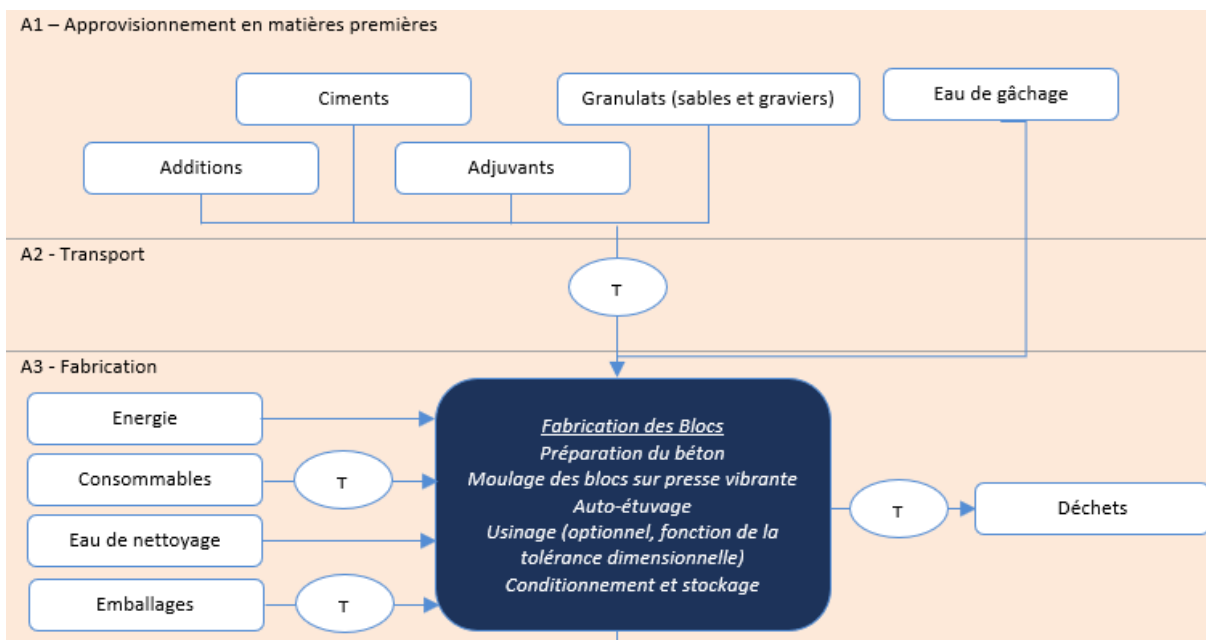 A1 – Approvisionnement en matières premières
Ciments
Granulats (sables et graviers)
Eau de gâchage
Additions
Adjuvants
A2 - Transport
T
A3 - Fabrication
Energie
Consommables
T
Eau de nettoyage
Emballages
T
Fabrication des Blocs
Préparation du béton
Moulage des blocs sur presse vibrante
Auto-étuvage
Usinage (optionnel, fonction de la
tolérance dimensionnelle)
Conditionnement et stockage
T
Déchets